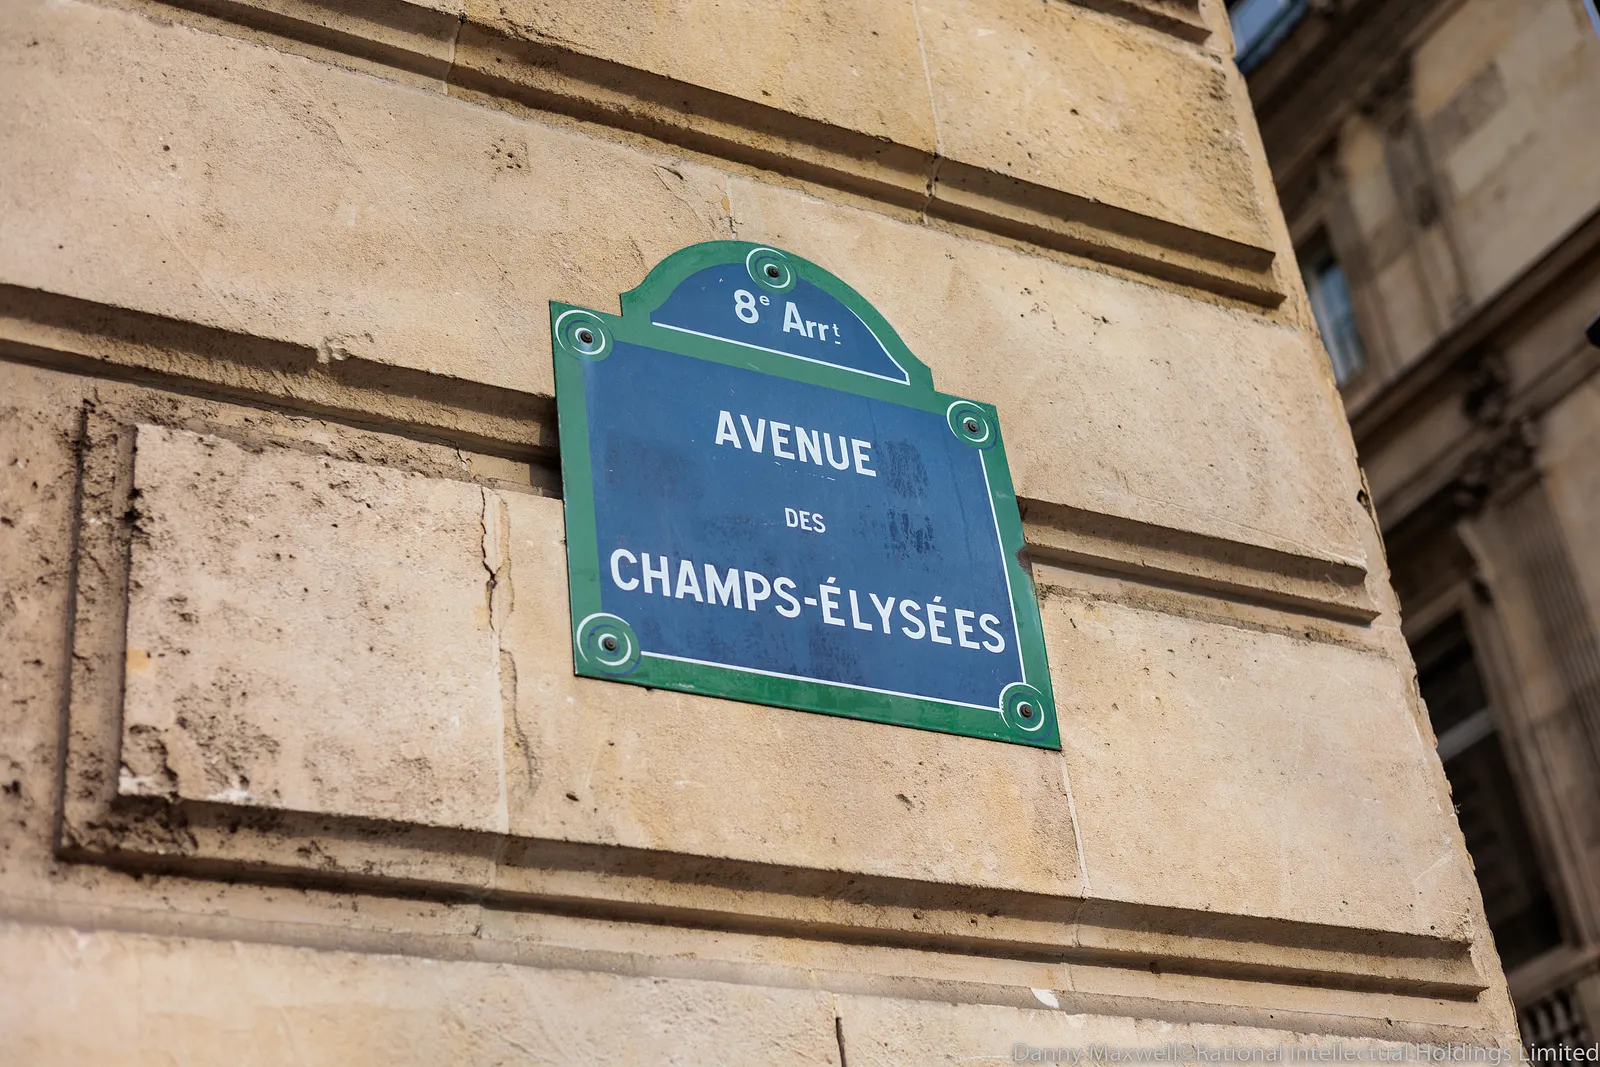 8e Arrt
AVENUE
DES
CHAMPS-ÉLYSÉES
Danny Maxwell©Rational Intellectual Holdings Limited